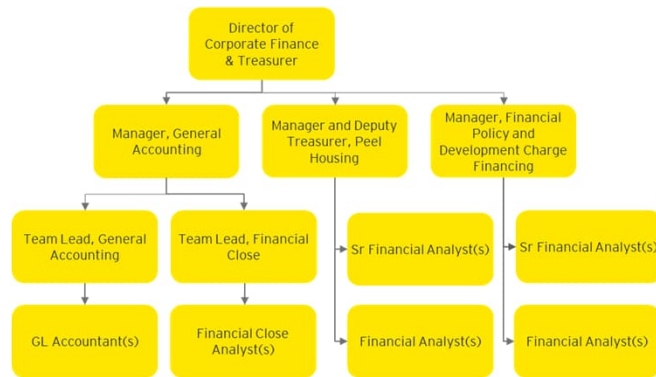 Director of
Corporate Finance
& Treasurer
Manager, General
Accounting
Manager and Deputy
Treasurer, Peel
Housing
Manager, Financial
Policy and
Development Charge
Financing
Team Lead, General
Accounting
Team Lead, Financial
Close
Sr Financial Analyst(s)
Sr Financial Analyst(s)
GL Accountant(s)
Financial Close
Analyst(s)
Financial Analyst(s)
Financial Analyst(s)